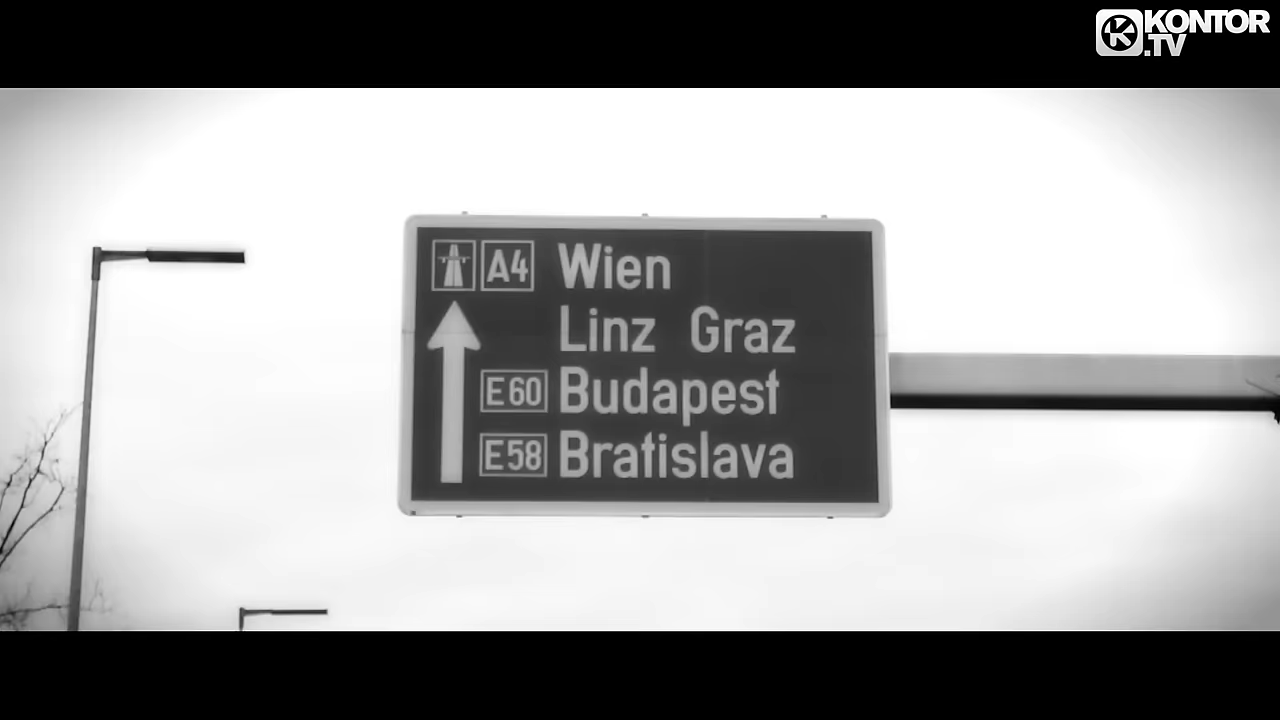 KONTOR
.TV
A4 Wien
Linz Graz
E60 Budapest
E58 Bratislava